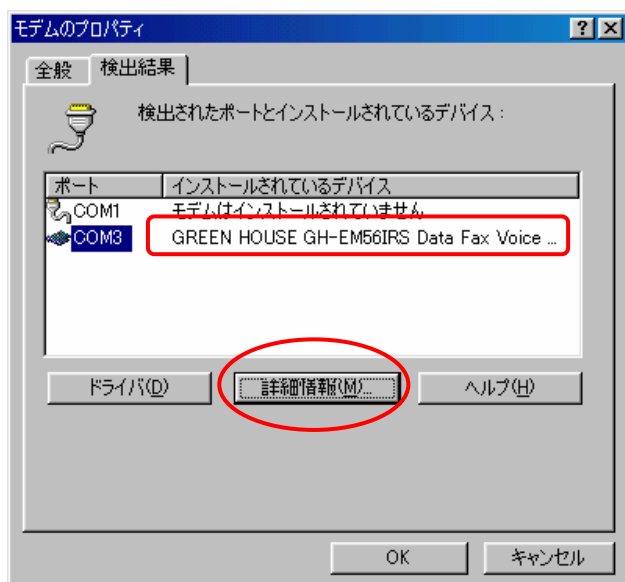 モデムのプロパティ
全般 検出結果
検出されたポートとインストールされているデバイス:
ポート インストールされているデバイス
COM1 モデムはインストールされていません
COM3 GREEN HOUSE GH-EM56IRS Data Fax Voice ...
ドライバ(D) 詳細情報(M)... ヘルプ(H)
OK キャンセル